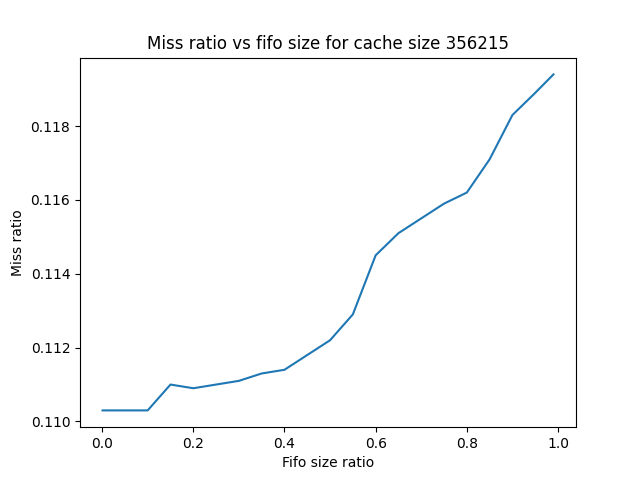 Miss ratio vs fifo size for cache size 356215
0.118
0.116
0.114
0.112
0.110
Miss ratio
0.0 0.2 0.4 0.6 0.8 1.0
Fifo size ratio